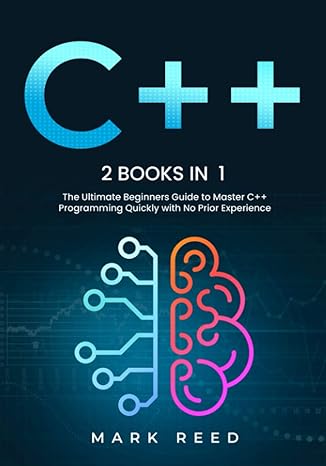 C++
2 BOOKS IN 1
The Ultimate Beginners Guide to Master C++
Programming Quickly with No Prior Experience
MARK REED